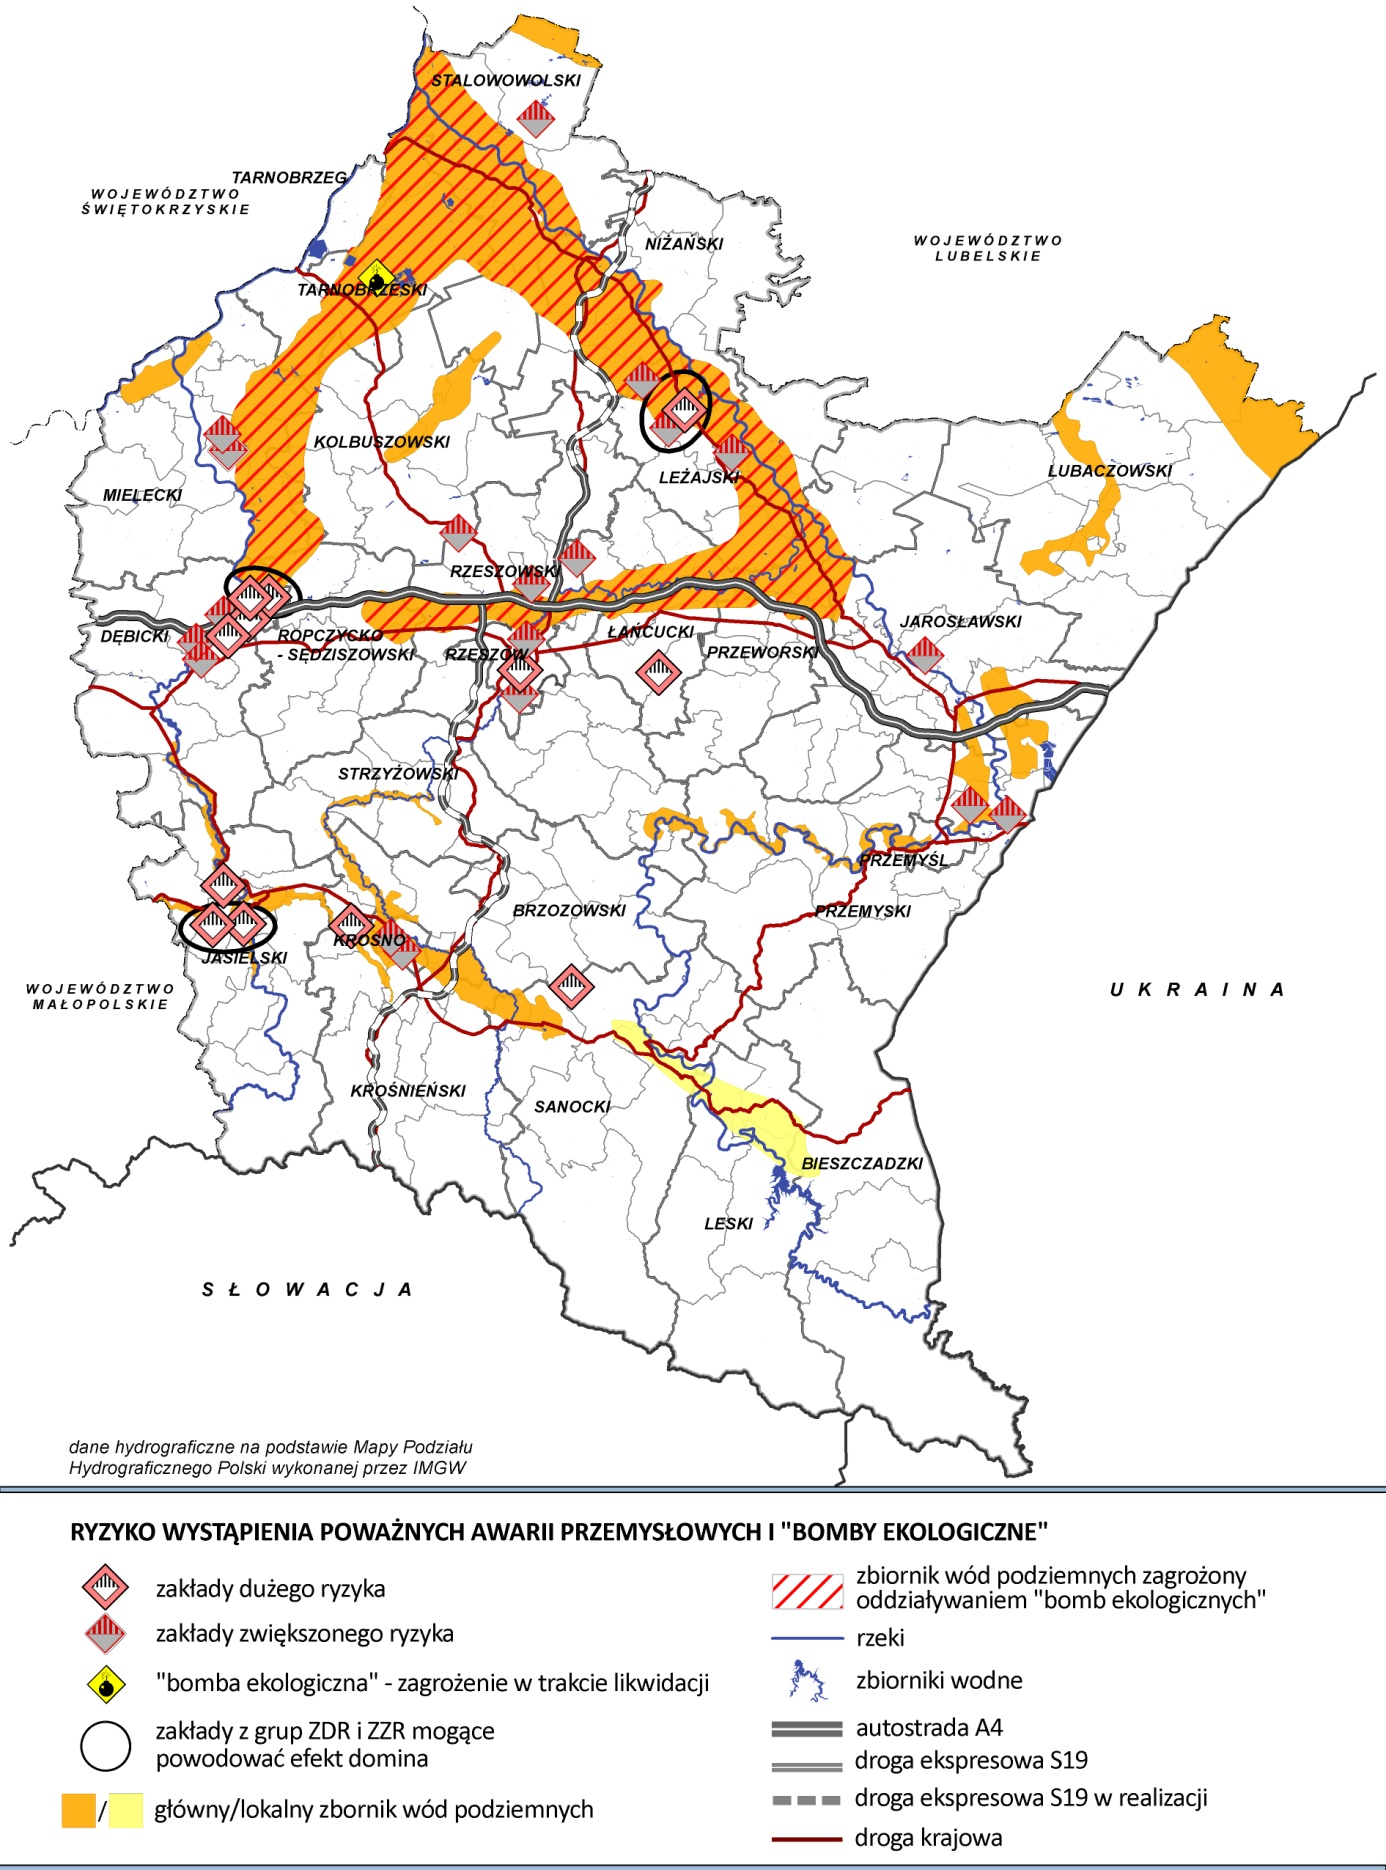 STALOWOWOLSKI
TARNOBRZEG
WOJEWÓDZTWO
ŚWIĘTOKRZYSKIE
NIŻAŃSKI
WOJEWÓDZTWO
LUBELSKIE
TARNOBRZESKI
KOLBUSZOWSKI
LEŻAJSKI
LUBACZOWSKI
MIELECKI
RZESZOWSKI
DĘBICKI
ROPCZYCKO
- SĘDZISZOWSKI
RZESZÓW
ŁAŃCUCKI
PRZEWORSKI
JAROSŁAWSKI
STRZYŻOWSKI
PRZEMYŚL
BRZOZOWSKI
PRZEMYSKI
KROSNO
JASIELSKI
WOJEWÓDZTWO
MAŁOPOLSKIE
UKRAINA
KROŚNIEŃSKI
SANOCKI
BIESZCZADZKI
LESKI
SŁOWACJA
dane hydrograficzne na podstawie Mapy Podziału
Hydrograficznego Polski wykonanej przez IMGW
RYZYKO WYSTĄPIENIA POWAŻNYCH AWARII PRZEMYSŁOWYCH I "BOMBY EKOLOGICZNE"
zakłady dużego ryzyka
zakłady zwiększonego ryzyka
"bomba ekologiczna" - zagrożenie w trakcie likwidacji
zakłady z grup ZDR i ZZR mogące
powodować efekt domina
/
główny/lokalny zbornik wód podziemnych
zbiornik wód podziemnych zagrożony
oddziaływaniem "bomb ekologicznych"
rzeki
zbiorniki wodne
autostrada A4
droga ekspresowa S19
droga ekspresowa S19 w realizacji
droga krajowa